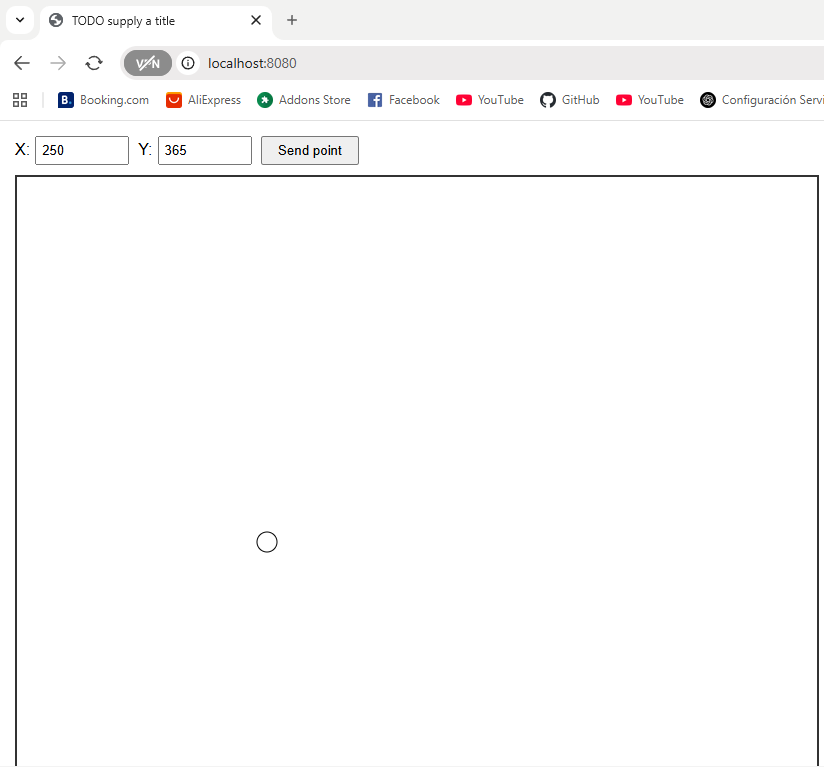 TODO supply a title
VPN localhost:8080
B. Booking.com AliExpress Addons Store Facebook YouTube GitHub YouTube Configuración Servi
X: 250 Y: 365 Send point